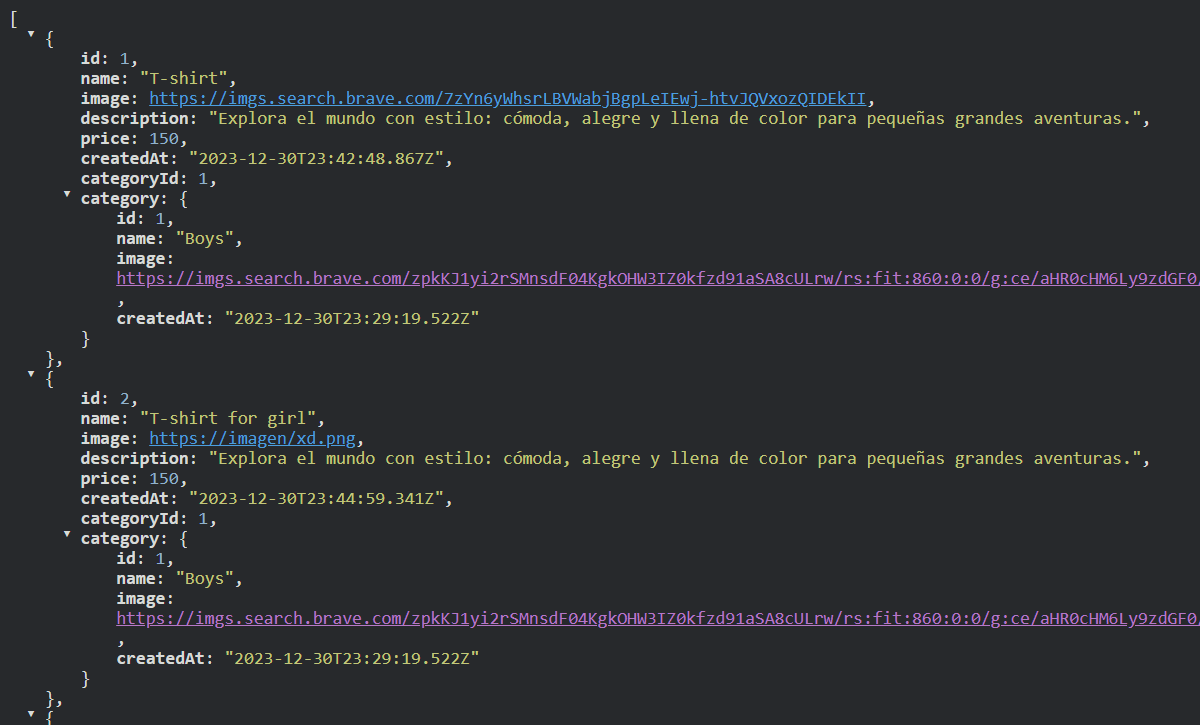 [
{
id: 1,
name: "T-shirt",
image: https://imgs.search.brave.com/7zYn6yWhsrLBVWabjBgpLeIEwj-htvJQVxozQIDEkII,
description: "Explora el mundo con estilo: cómoda, alegre y llena de color para pequeñas grandes aventuras.",
price: 150,
createdAt: "2023-12-30T23:42:48.867Z",
categoryId: 1,
category: {
id: 1,
name: "Boys",
image:
https://imgs.search.brave.com/zpkKJ1yi2rSMnsdF04KgkOHW3IZ0kfzd91aSA8cULrw/rs:fit:860:0:0/g:ce/aHR0cHM6Ly9zdGF0/
,
createdAt: "2023-12-30T23:29:19.522Z"
}
},
{
id: 2,
name: "T-shirt for girl",
image: https://imagen/xd.png,
description: "Explora el mundo con estilo: cómoda, alegre y llena de color para pequeñas grandes aventuras.",
price: 150,
createdAt: "2023-12-30T23:44:59.341Z",
categoryId: 1,
category: {
id: 1,
name: "Boys",
image:
https://imgs.search.brave.com/zpkKJ1yi2rSMnsdF04KgkOHW3IZ0kfzd91aSA8cULrw/rs:fit:860:0:0/g:ce/aHR0cHM6Ly9zdGF0/
,
createdAt: "2023-12-30T23:29:19.522Z"
}
},
{